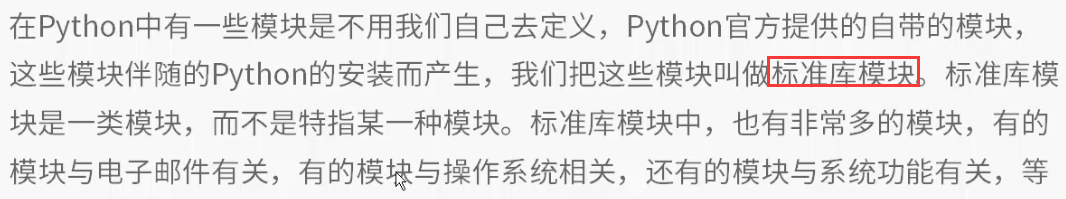 在Python中有一些模块是不用我们自己去定义，Python官方提供的自带的模块，
这些模块伴随的Python的安装而产生，我们把这些模块叫做标准库模块。标准库模
块是一类模块，而不是特指某一种模块。标准库模块中，也有非常多的模块，有的
模块与电子邮件有关，有的模块与操作系统相关，还有的模块与系统功能有关，等